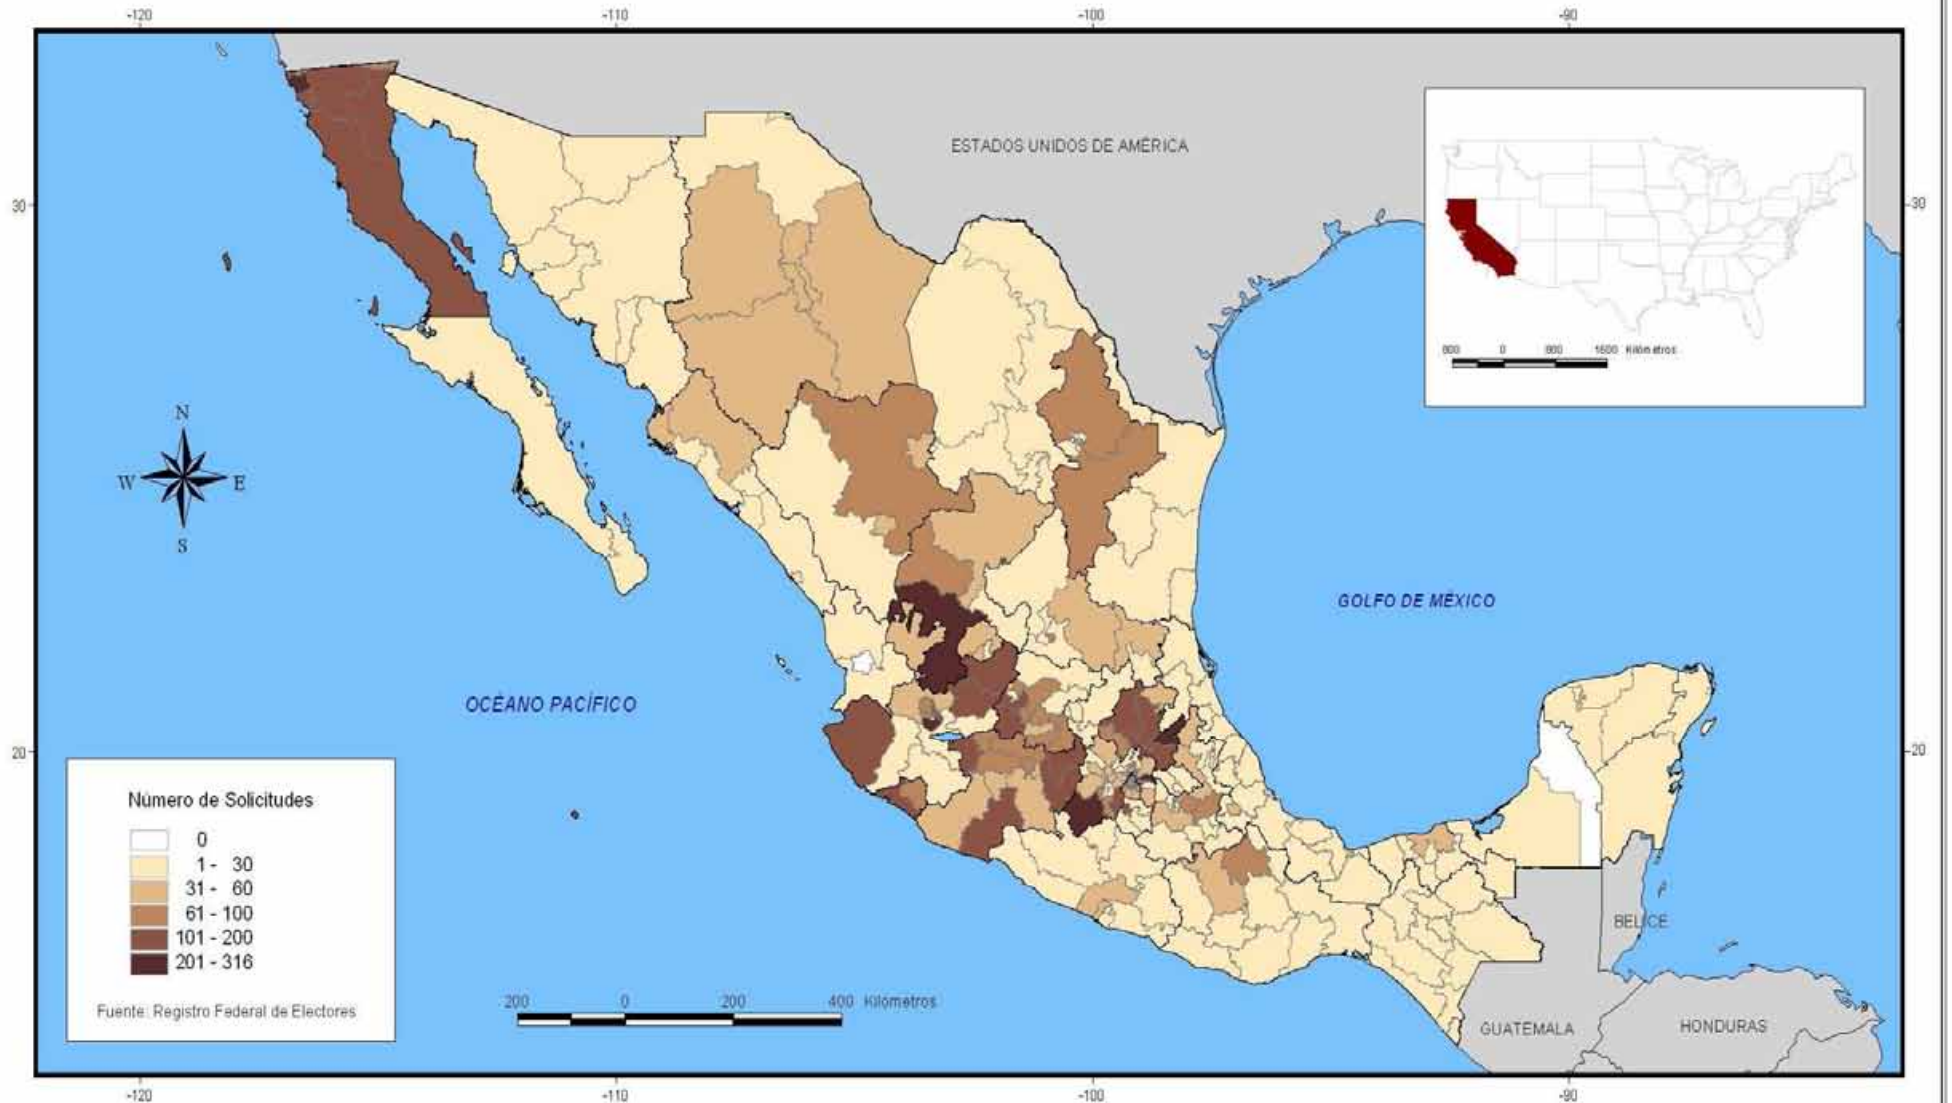 -120
-110
-100
-90
ESTADOS UNIDOS DE AMÉRICA
30
30
800 0 800 1600 Kilómetros
N
W E
S
GOLFO DE MÉXICO
OCÉANO PACÍFICO
20
20
Número de Solicitudes
0
1 - 30
31 - 60
61 - 100
101 - 200
201 - 316
Fuente: Registro Federal de Electores
200 0 200 400 Kilómetros
BELICE
GUATEMALA
HONDURAS
-120
-110
-100
-90